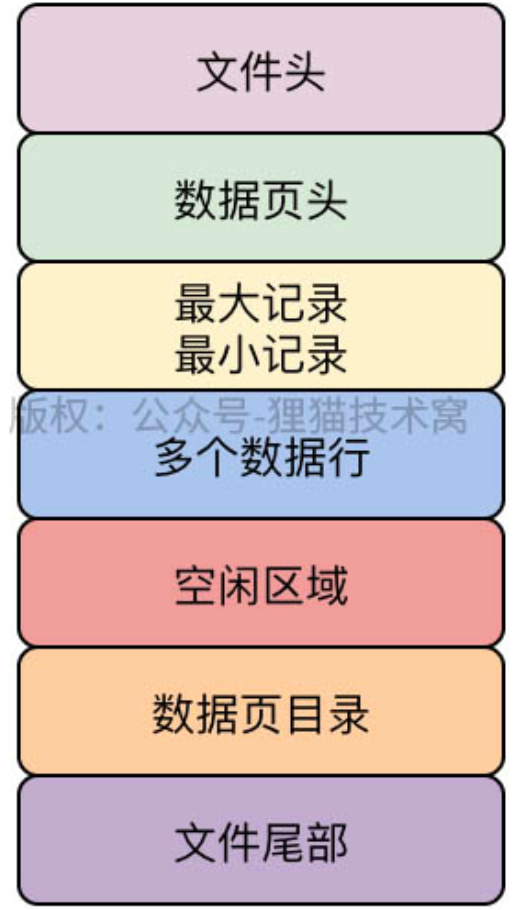 文件头
数据页头
最大记录
最小记录
版权：公众号-狸猫技术窝
多个数据行
空闲区域
数据页目录
文件尾部